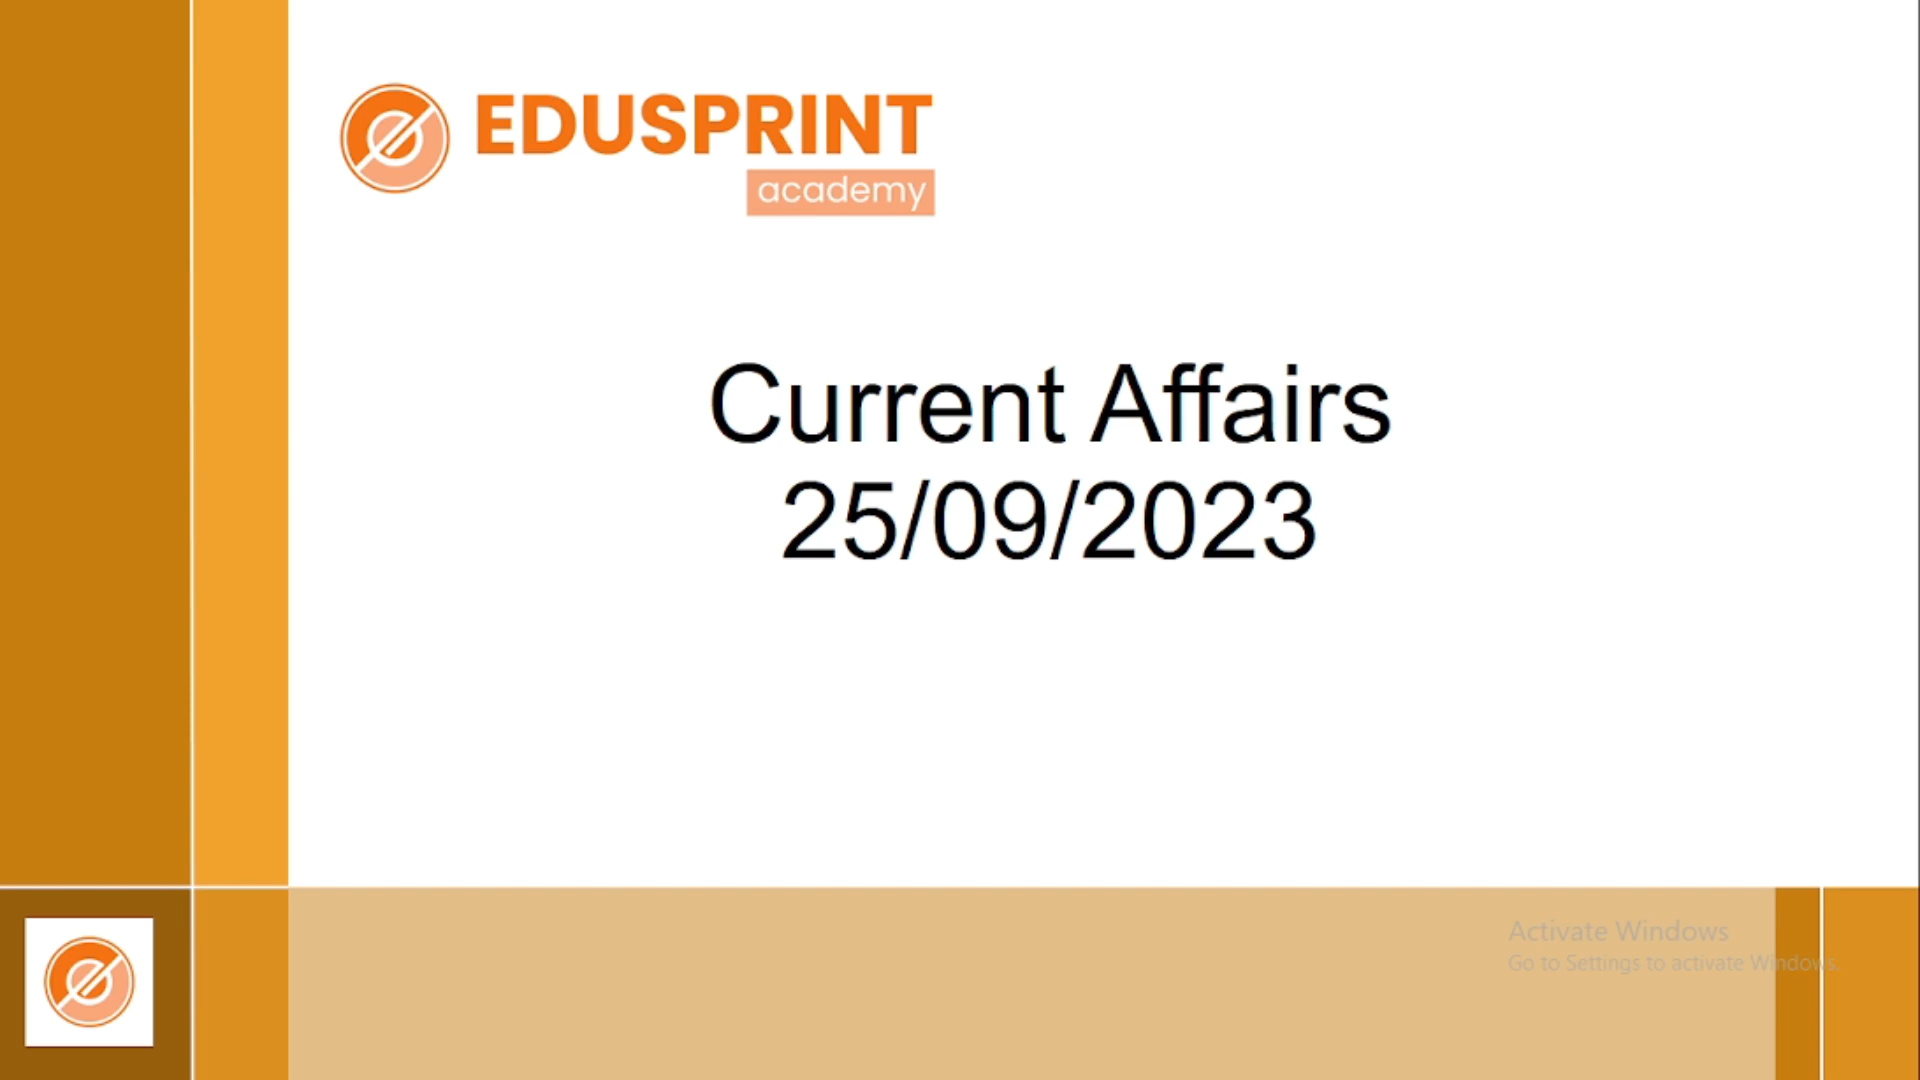 EDUSPRINT
academy
Current Affairs
25/09/2023
Activate Windows
Go to Settings to activate Windows.